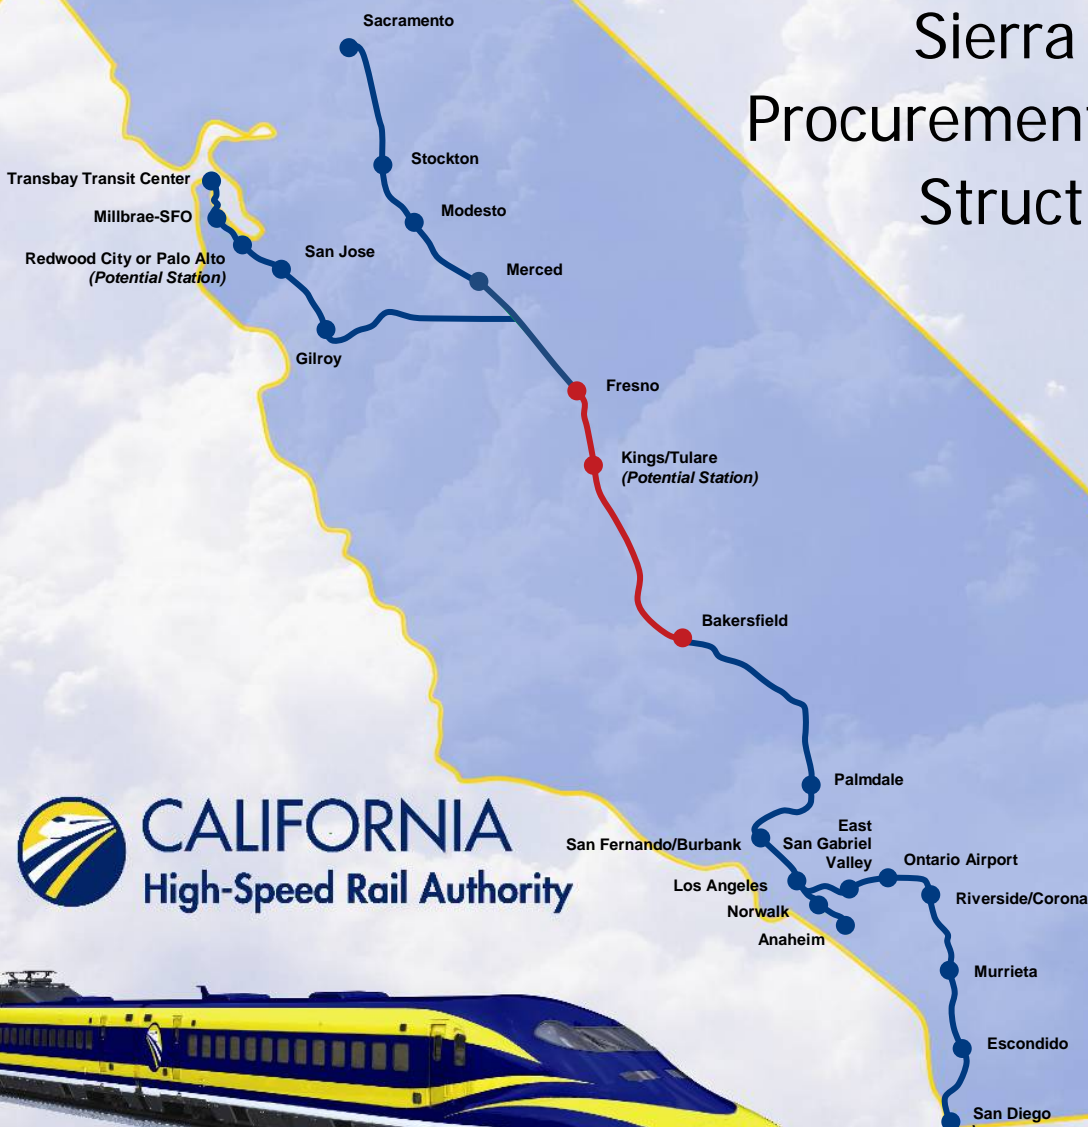 Sierra
Procurement
Struct
Sacramento
Stockton
Transbay Transit Center
Modesto
Millbrae-SFO
San Jose
Redwood City or Palo Alto
(Potential Station)
Merced
Gilroy
Fresno
Kings/Tulare
(Potential Station)
Bakersfield
Palmdale
San Fernando/Burbank
East
San Gabriel
Valley
Ontario Airport
Los Angeles
Riverside/Corona
Norwalk
Anaheim
CALIFORNIA
High-Speed Rail Authority
Murrieta
Escondido
San Diego